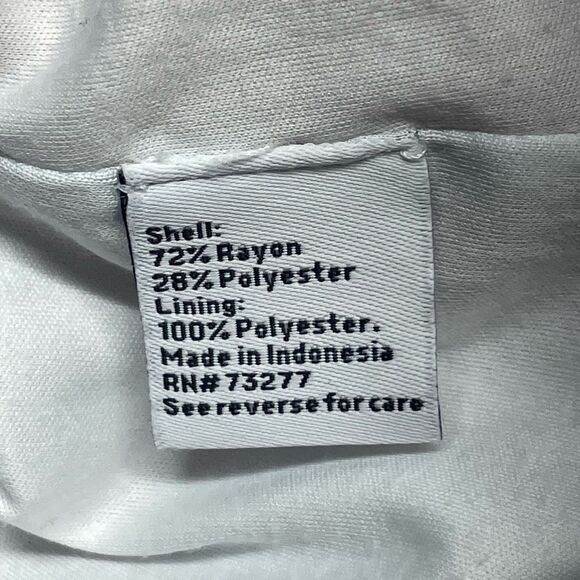 Shell:
72% Rayon
28% Polyester
Lining:
100% Polyester.
Made in Indonesia
RN# 73277
See reverse for care